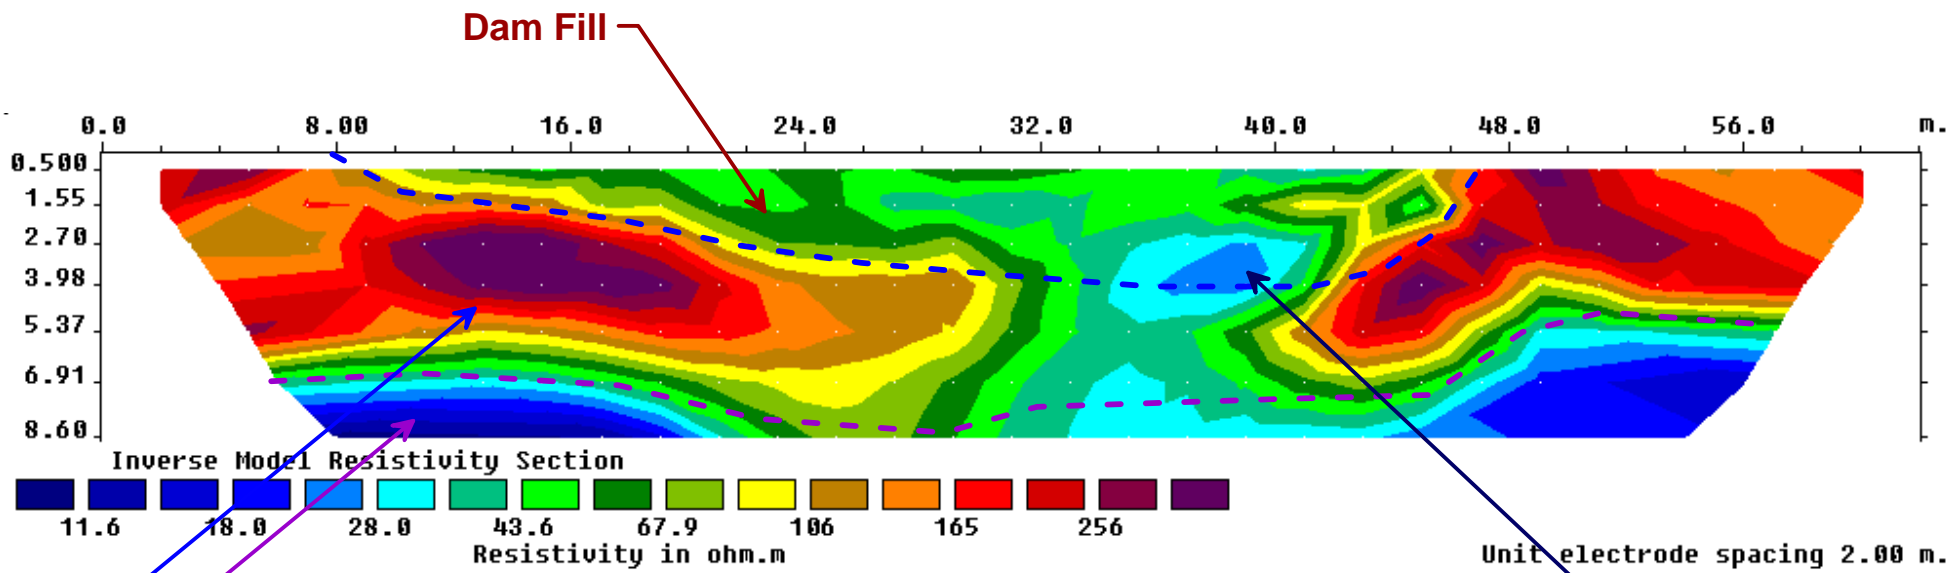 Dam Fill
0.0 8.00 16.0 24.0 32.0 40.0 48.0 56.0 m.
0.500
1.55
2.70
3.98
5.37
6.91
8.60
Inverse Model Resistivity Section
11.6 18.0 28.0 43.6 67.9 106 165 256
Resistivity in ohm.m
Unit electrode spacing 2.00 m.